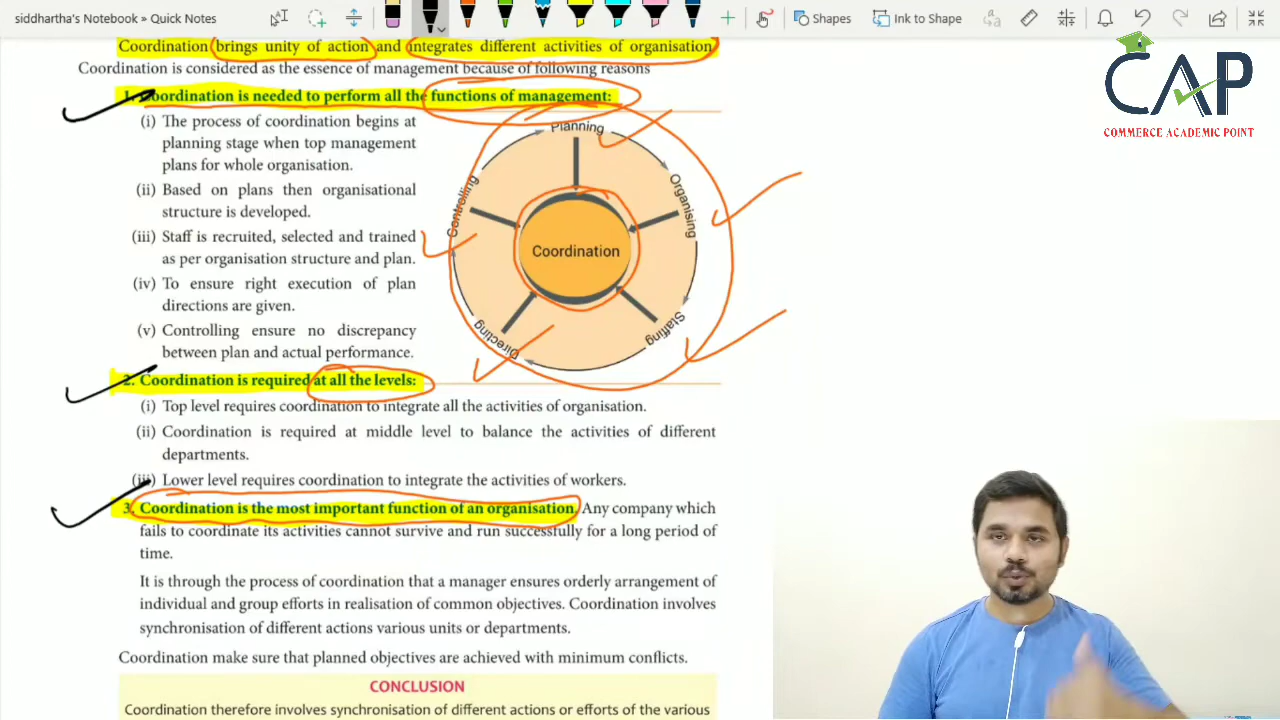 siddhartha's Notebook » Quick Notes
Shapes
Ink to Shape
Coordination brings unity of action and integrates different activities of organisation
Coordination is considered as the essence of management because of following reasons
1. Coordination is needed to perform all the functions of management:
(i) The process of coordination begins at
planning stage when top management
plans for whole organisation.
(ii) Based on plans then organisational
structure is developed.
(iii) Staff is recruited, selected and trained
as per organisation structure and plan.
(iv) To ensure right execution of plan
directions are given.
(v) Controlling ensure no discrepancy
between plan and actual performance.
Planning
Organising
Staffing
Directing
Controlling
Coordination
2. Coordination is required at all the levels:
(i) Top level requires coordination to integrate all the activities of organisation.
(ii) Coordination is required at middle level to balance the activities of different
departments.
(iii) Lower level requires coordination to integrate the activities of workers.
3. Coordination is the most important function of an organisation. Any company which
fails to coordinate its activities cannot survive and run successfully for a long period of
time.
It is through the process of coordination that a manager ensures orderly arrangement of
individual and group efforts in realisation of common objectives. Coordination involves
synchronisation of different actions various units or departments.
Coordination make sure that planned objectives are achieved with minimum conflicts.
CONCLUSION
Coordination therefore involves synchronisation of different actions or efforts of the various
CAP
COMMERCE ACADEMIC POINT